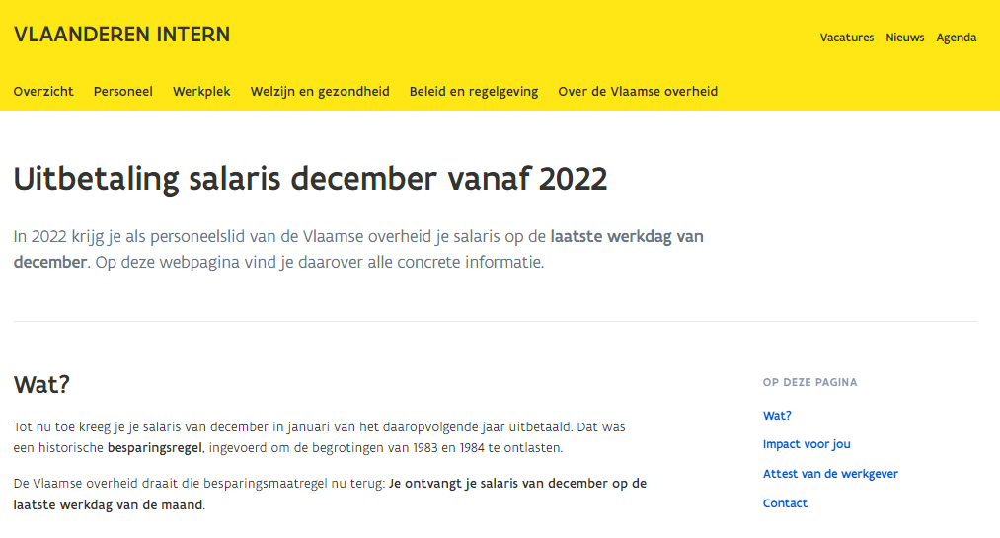 VLAANDEREN INTERN
Vacatures Nieuws Agenda
Overzicht Personeel Werkplek Welzijn en gezondheid Beleid en regelgeving Over de Vlaamse overheid
Uitbetaling salaris december vanaf 2022
In 2022 krijg je als personeelslid van de Vlaamse overheid je salaris op de laatste werkdag van
december. Op deze webpagina vind je daarover alle concrete informatie.
Wat?
Tot nu toe kreeg je je salaris van december in januari van het daaropvolgende jaar uitbetaald. Dat was
een historische besparingsregel, ingevoerd om de begrotingen van 1983 en 1984 te ontlasten.
De Vlaamse overheid draait die besparingsmaatregel nu terug: Je ontvangt je salaris van december op de
laatste werkdag van de maand.
OP DEZE PAGINA
Wat?
Impact voor jou
Attest van de werkgever
Contact